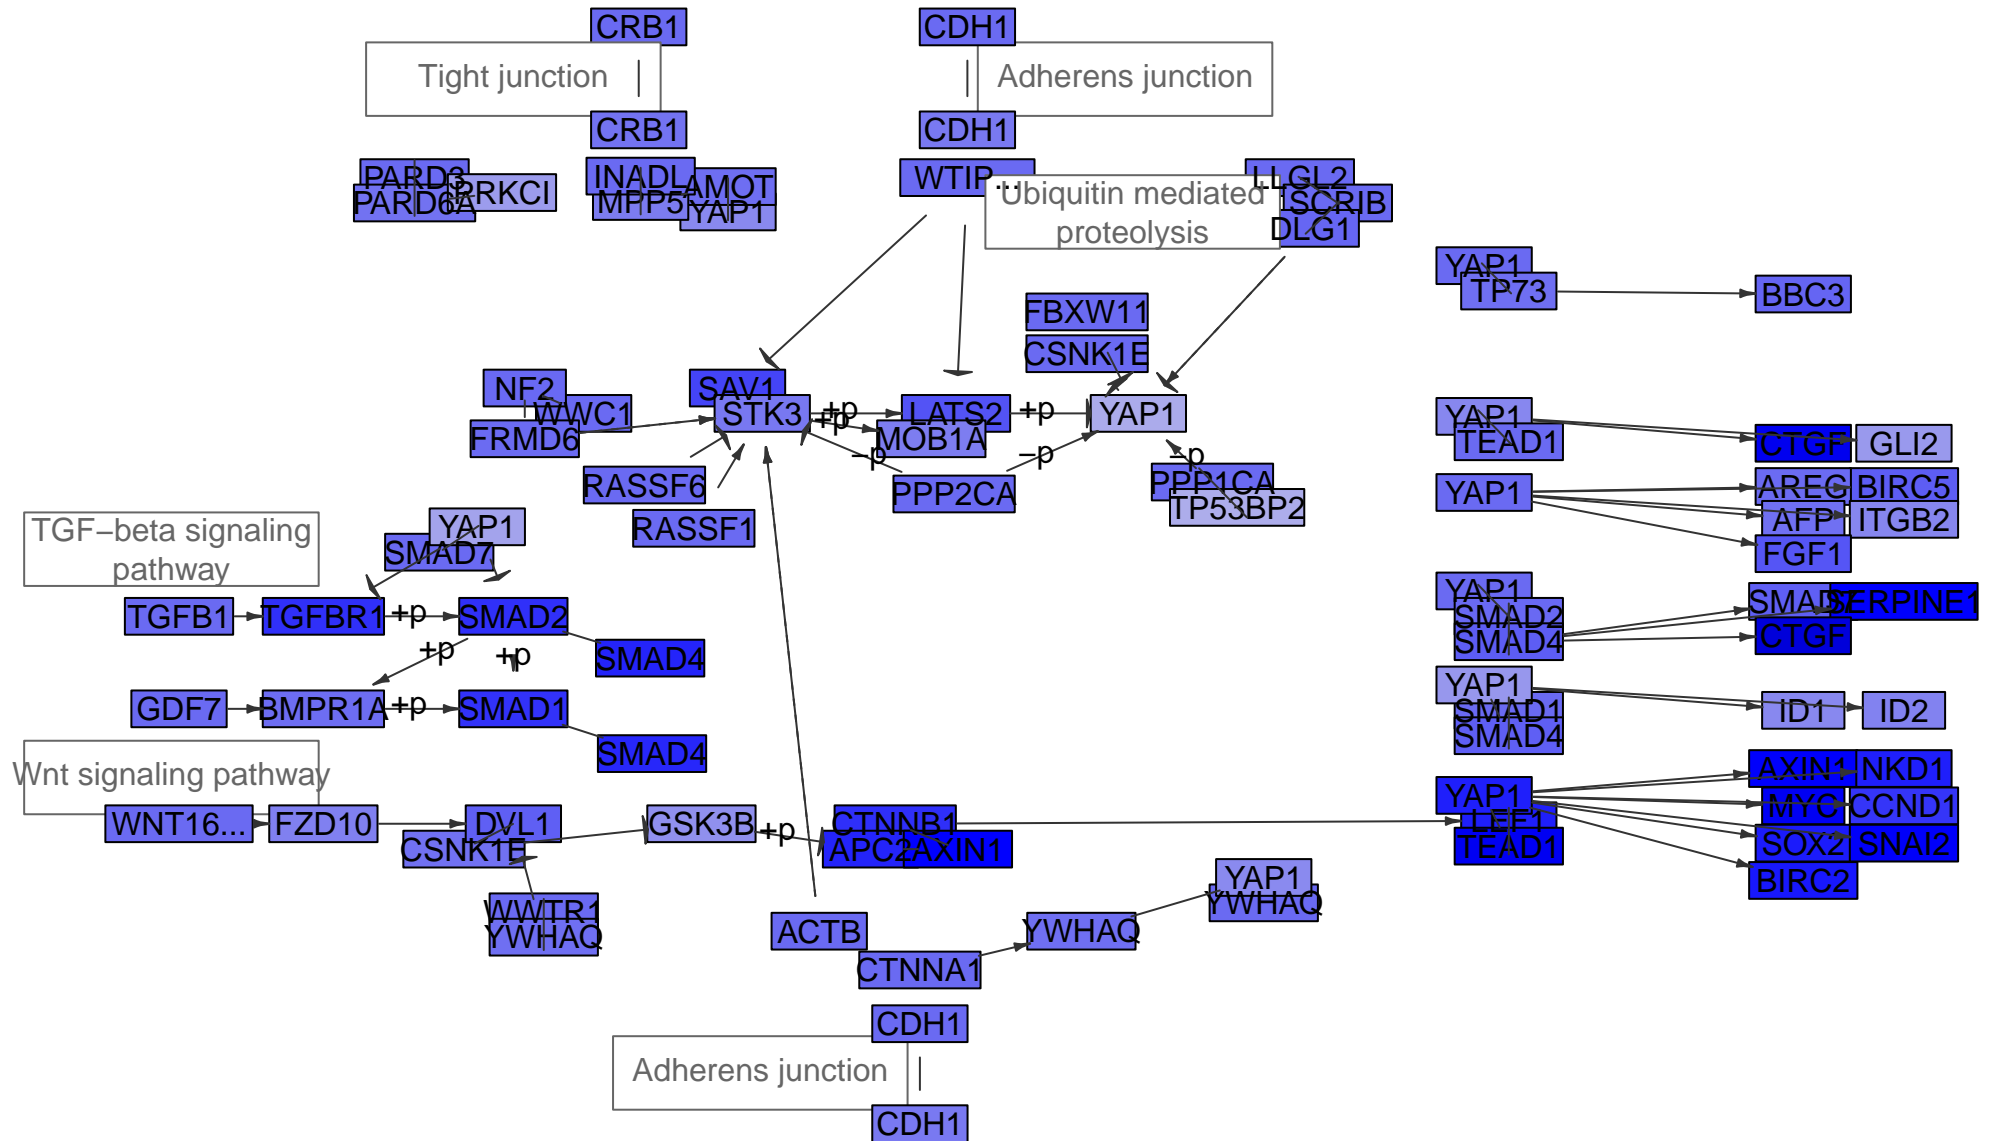 CRB1
CDH1
Tight junction
Adherens junction
CRB1
CDH1
PARD3
PRKCI
PARD6A
INADL
AMOT
MPP5
YAP1
WTIP...
LLGL2
Ubiquitin mediated
proteolysis
SCRIB
DLG1
YAP1
TP73
BBC3
FBXW11
CSNK1E
NF2
WWC1
FRMD6
SAV1
STK3
+p
+p
LATS2
MOB1A
+p
YAP1
−p
−p
−p
RASSF6
RASSF1
PPP2CA
PPP1CA
TP53BP2
YAP1
TEAD1
CTGF
GLI2
YAP1
AREG
BIRC5
AFP
ITGB2
FGF1
TGF−beta signaling
pathway
YAP1
SMAD7
TGFB1
TGFBR1
+p
SMAD2
+p
+p
SMAD4
GDF7
BMPR1A
+p
SMAD1
SMAD4
YAP1
SMAD2
SMAD4
SMAD7
SERPINE1
CTGF
YAP1
SMAD1
SMAD4
ID1
ID2
Wnt signaling pathway
WNT16...
FZD10
DVL1
CSNK1E
GSK3B
+p
CTNNB1
APC2
AXIN1
YAP1
LEF1
TEAD1
AXIN1
NKD1
MYC
CCND1
SOX2
SNAI2
BIRC2
WWTR1
YWHAQ
YAP1
YWHAQ
ACTB
YWHAQ
CTNNA1
CDH1
Adherens junction
CDH1